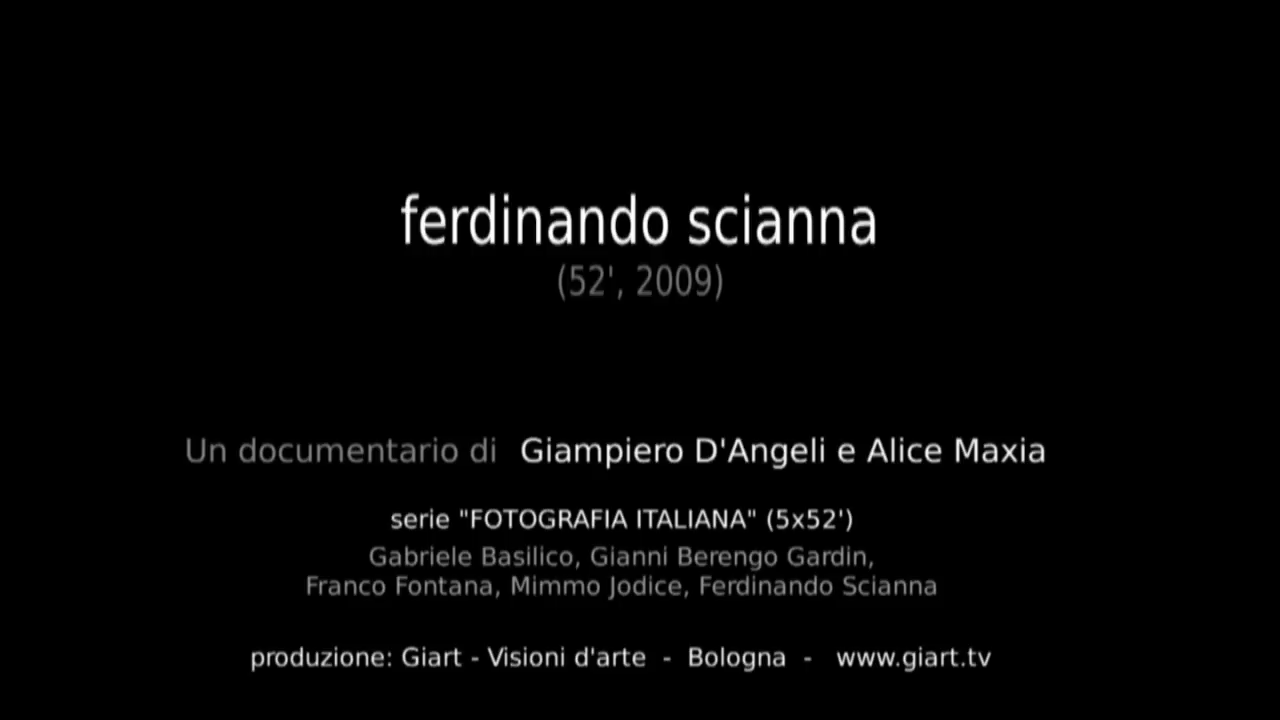 ferdinando scianna
(52', 2009)
Un documentario di Giampiero D'Angeli e Alice Maxia
serie "FOTOGRAFIA ITALIANA" (5x52')
Gabriele Basilico, Gianni Berengo Gardin,
Franco Fontana, Mimmo Jodice, Ferdinando Scianna
produzione: Giart - Visioni d'arte - Bologna - www.giart.tv